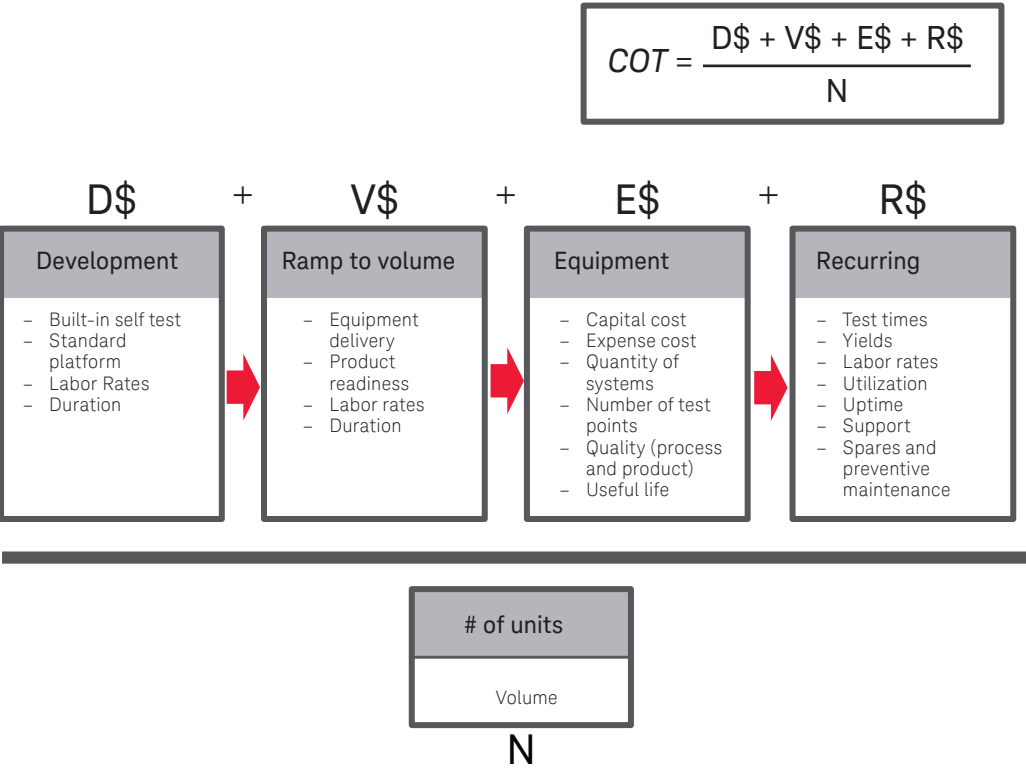 COT = D$ + V$ + E$ + R$
N
D$ + V$ + E$ + R$
Development
– Built-in self test
– Standard
platform
– Labor Rates
– Duration
Ramp to volume
– Equipment
delivery
– Product
readiness
– Labor rates
– Duration
Equipment
– Capital cost
– Expense cost
– Quantity of
systems
– Number of test
points
– Quality (process
and product)
– Useful life
Recurring
– Test times
– Yields
– Labor rates
– Utilization
– Uptime
– Support
– Spares and
preventive
maintenance
# of units
Volume
N